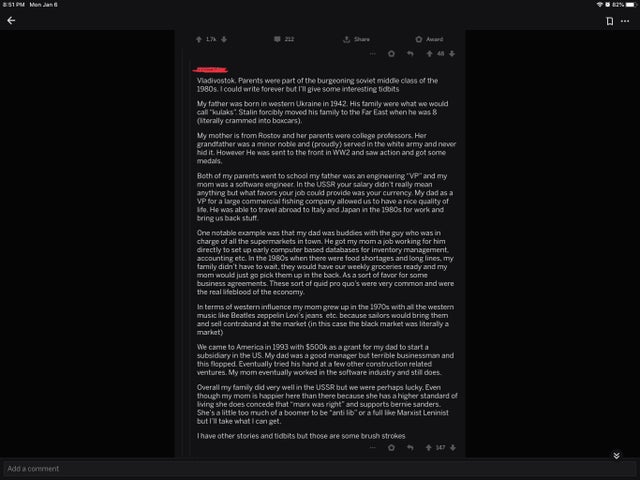 8:51 PM Mon Jan 6
82%
1.7k
212
Share
Award
48
Vladivostok. Parents were part of the burgeoning soviet middle class of the
1980s. I could write forever but I'll give some interesting tidbits
My father was born in western Ukraine in 1942. His family were what we would
call "kulaks". Stalin forcibly moved his family to the Far East when he was 8
(literally crammed into boxcars).
My mother is from Rostov and her parents were college professors. Her
grandfather was a minor noble and (proudly) served in the white army and never
hid it. However He was sent to the front in WW2 and saw action and got some
medals.
Both of my parents went to school my father was an engineering "VP" and my
mom was a software engineer. In the USSR your salary didn't really mean
anything but what favors your job could provide was your currency. My dad as a
VP for a large commercial fishing company allowed us to have a nice quality of
life. He was able to travel abroad to Italy and Japan in the 1980s for work and
bring us back stuff.
One notable example was that my dad was buddies with the guy who was in
charge of all the supermarkets in town. He got my mom a job working for him
directly to set up early computer based databases for inventory management,
accounting etc. In the 1980s when there were food shortages and long lines, my
family didn't have to wait, they would have our weekly groceries ready and my
mom would just go pick them up in the back. As a sort of favor for some
business agreements. These sort of quid pro quo's were very common and were
the real lifeblood of the economy.
In terms of western influence my mom grew up in the 1970s with all the western
music like Beatles zeppelin Levi's jeans etc. because sailors would bring them
and sell contraband at the market (in this case the black market was literally a
market)
We came to America in 1993 with $500k as a grant for my dad to start a
subsidiary in the US. My dad was a good manager but terrible businessman and
this flopped. Eventually tried his hand at a few other construction related
ventures. My mom eventually worked in the software industry and still does.
Overall my family did very well in the USSR but we were perhaps lucky. Even
though my mom is happier here than there because she has a higher standard of
living she does concede that "marx was right" and supports bernie sanders.
She's a little too much of a boomer to be "anti lib" or a full like Marxist Leninist
but I'll take what I can get.
I have other stories and tidbits but those are some brush strokes
147
Add a comment